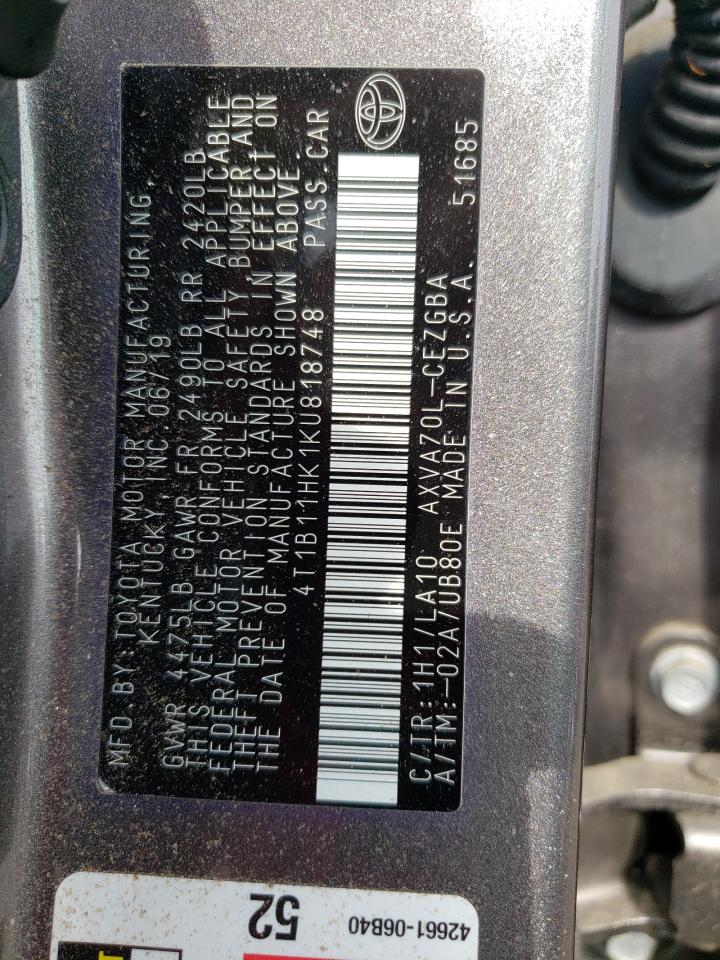 MFD.BY:TOYOTA MOTOR MANUFACTURING,
KENTUCKY, INC.06/19
GVWR 4475LB GAWR FR 2490LB RR 2420LB
THIS VEHICLE CONFORMS TO ALL APPLICABLE
FEDERAL MOTOR VEHICLE SAFETY BUMPER AND
THEFT PREVENTION STANDARDS IN EFFECT ON
THE DATE OF MANUFACTURE SHOWN ABOVE.
4T1B11HK1KU818748 PASS.CAR
C/TR:1H1/LA10 AXVA70L-CEZGBA
A/TM:-02A/UB80E MADE IN U.S.A. 51685
52
42661-06B40